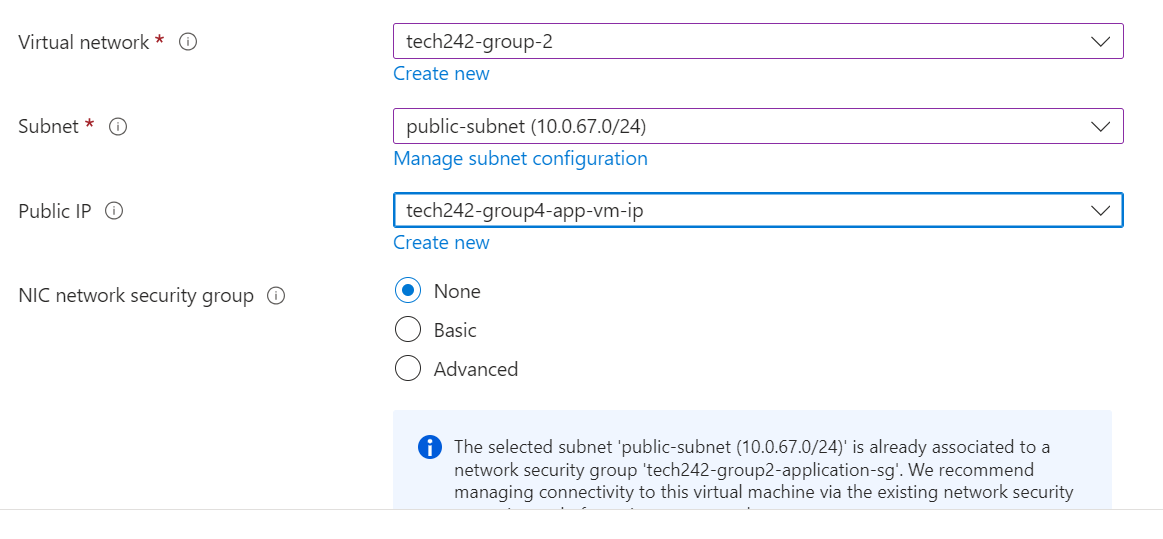 Virtual network *
tech242-group-2
Create new
Subnet *
public-subnet (10.0.67.0/24)
Manage subnet configuration
Public IP
tech242-group4-app-vm-ip
Create new
NIC network security group
None
Basic
Advanced
The selected subnet 'public-subnet (10.0.67.0/24)' is already associated to a
network security group 'tech242-group2-application-sg'. We recommend
managing connectivity to this virtual machine via the existing network security